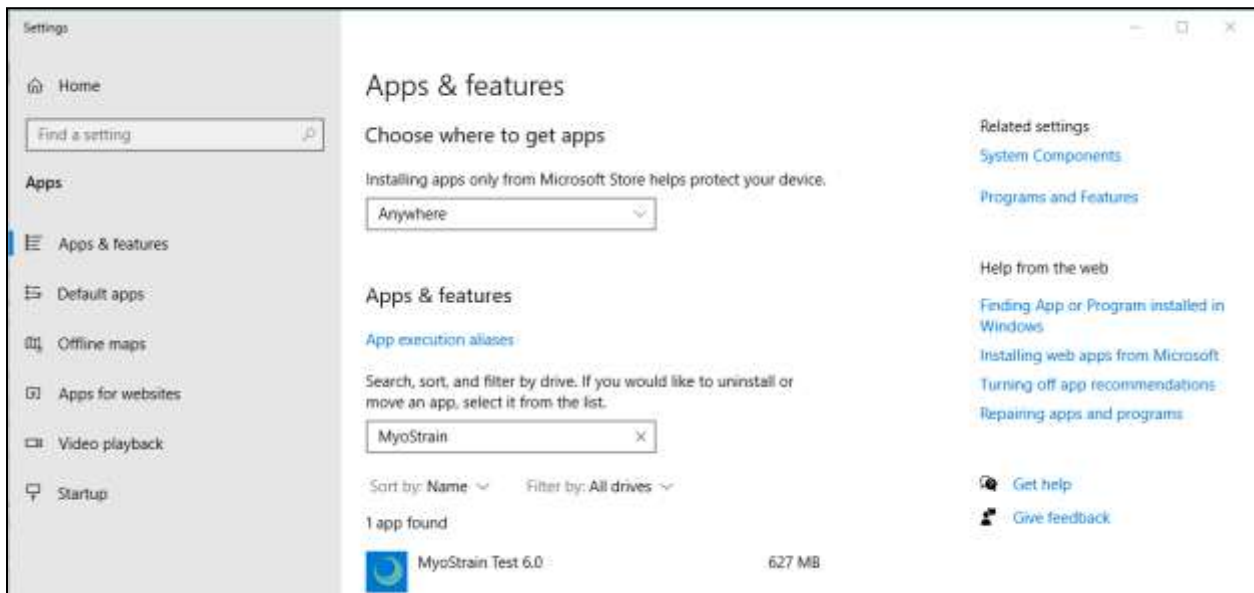 Settings
Home
Find a setting
Apps
Apps & features
Default apps
Offline maps
Apps for websites
Video playback
Startup
Apps & features
Choose where to get apps
Installing apps only from Microsoft Store helps protect your device.
Anywhere
Apps & features
App execution aliases
Search, sort, and filter by drive. If you would like to uninstall or
move an app, select it from the list.
MyoStrain
Sort by: Name Filter by: All drives
1 app found
MyoStrain Test 6.0 627 MB
Related settings
System Components
Programs and Features
Help from the web
Finding App or Program installed in
Windows
Installing web apps from Microsoft
Turning off app recommendations
Repairing apps and programs
Get help
Give feedback